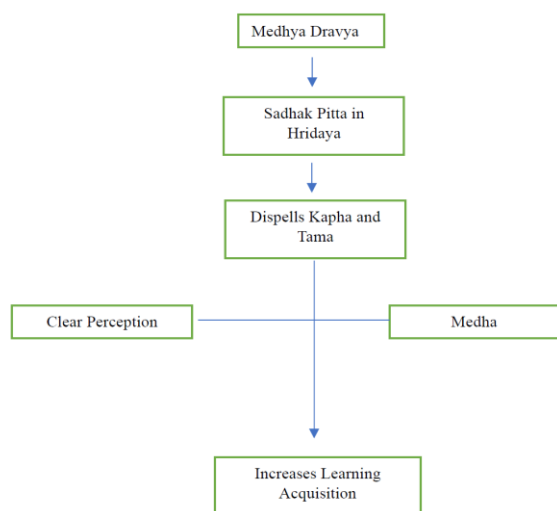 Medhya Dravya
Sadhak Pitta in
Hridaya
Dispells Kapha and
Tama
Clear Perception
Medha
Increases Learning
Acquisition